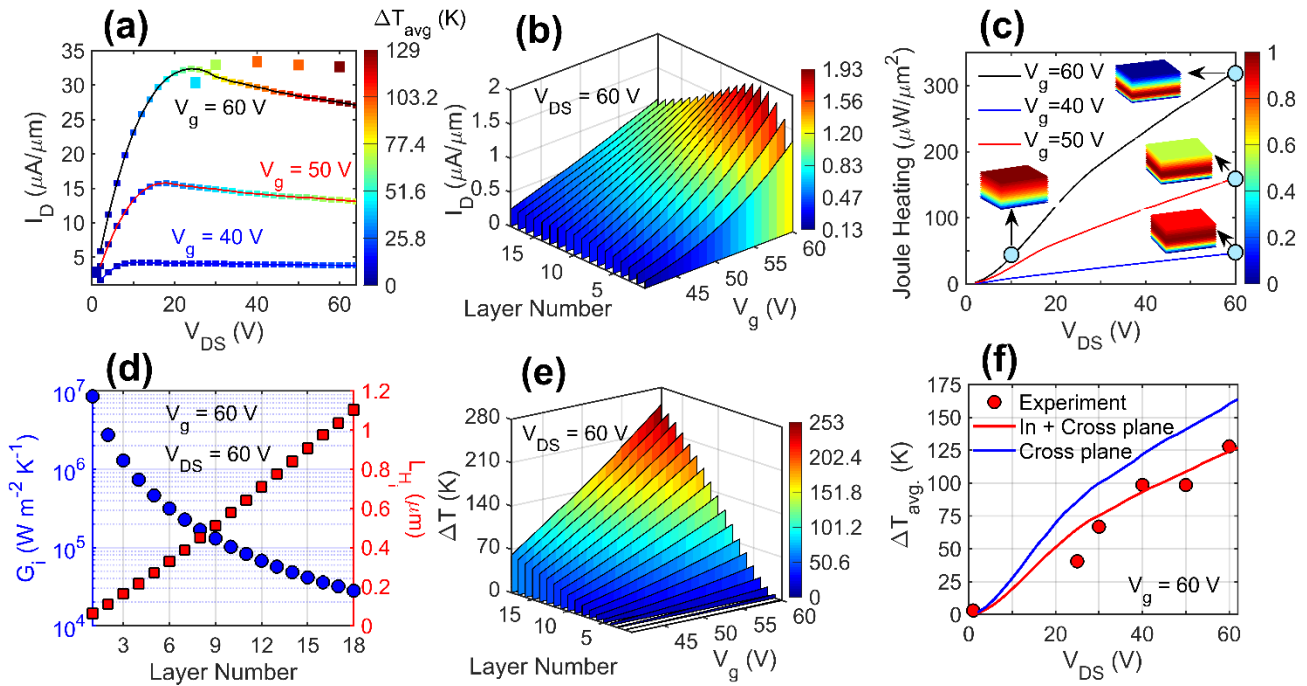 (a)
ΔT_avg (K)
I_D (μA/μm)
35
30
25
20
15
10
5
V_g = 60 V
V_g = 50 V
V_g = 40 V
0 20 40 60
V_DS (V)
129
103.2
77.4
51.6
25.8
0
(b)
V_DS = 60 V
I_D (μA/μm)
2
1.5
1
0.5
0
15 10 5
Layer Number
45 50 55 60
V_g (V)
1.93
1.56
1.20
0.83
0.47
0.13
(c)
Joule Heating (μW/μm²)
300
250
200
150
100
50
0
V_g=60 V
V_g=40 V
V_g=50 V
0 20 40 60
V_DS (V)
1
0.8
0.6
0.4
0.2
0
(d)
G_i (W m⁻² K⁻¹)
10⁷
10⁶
10⁵
10⁴
V_g = 60 V
V_DS = 60 V
3 6 9 12 15 18
Layer Number
1.2
1
0.8
0.6
0.4
0.2
0
L_Hi (μm)
(e)
V_DS = 60 V
ΔT (K)
280
210
140
70
0
15 10 5
Layer Number
45 50 55 60
V_g (V)
253
202.4
151.8
101.2
50.6
0
(f)
ΔT_avg. (K)
175
150
125
100
75
50
25
0
Experiment
In + Cross plane
Cross plane
V_g = 60 V
0 20 40 60
V_DS (V)